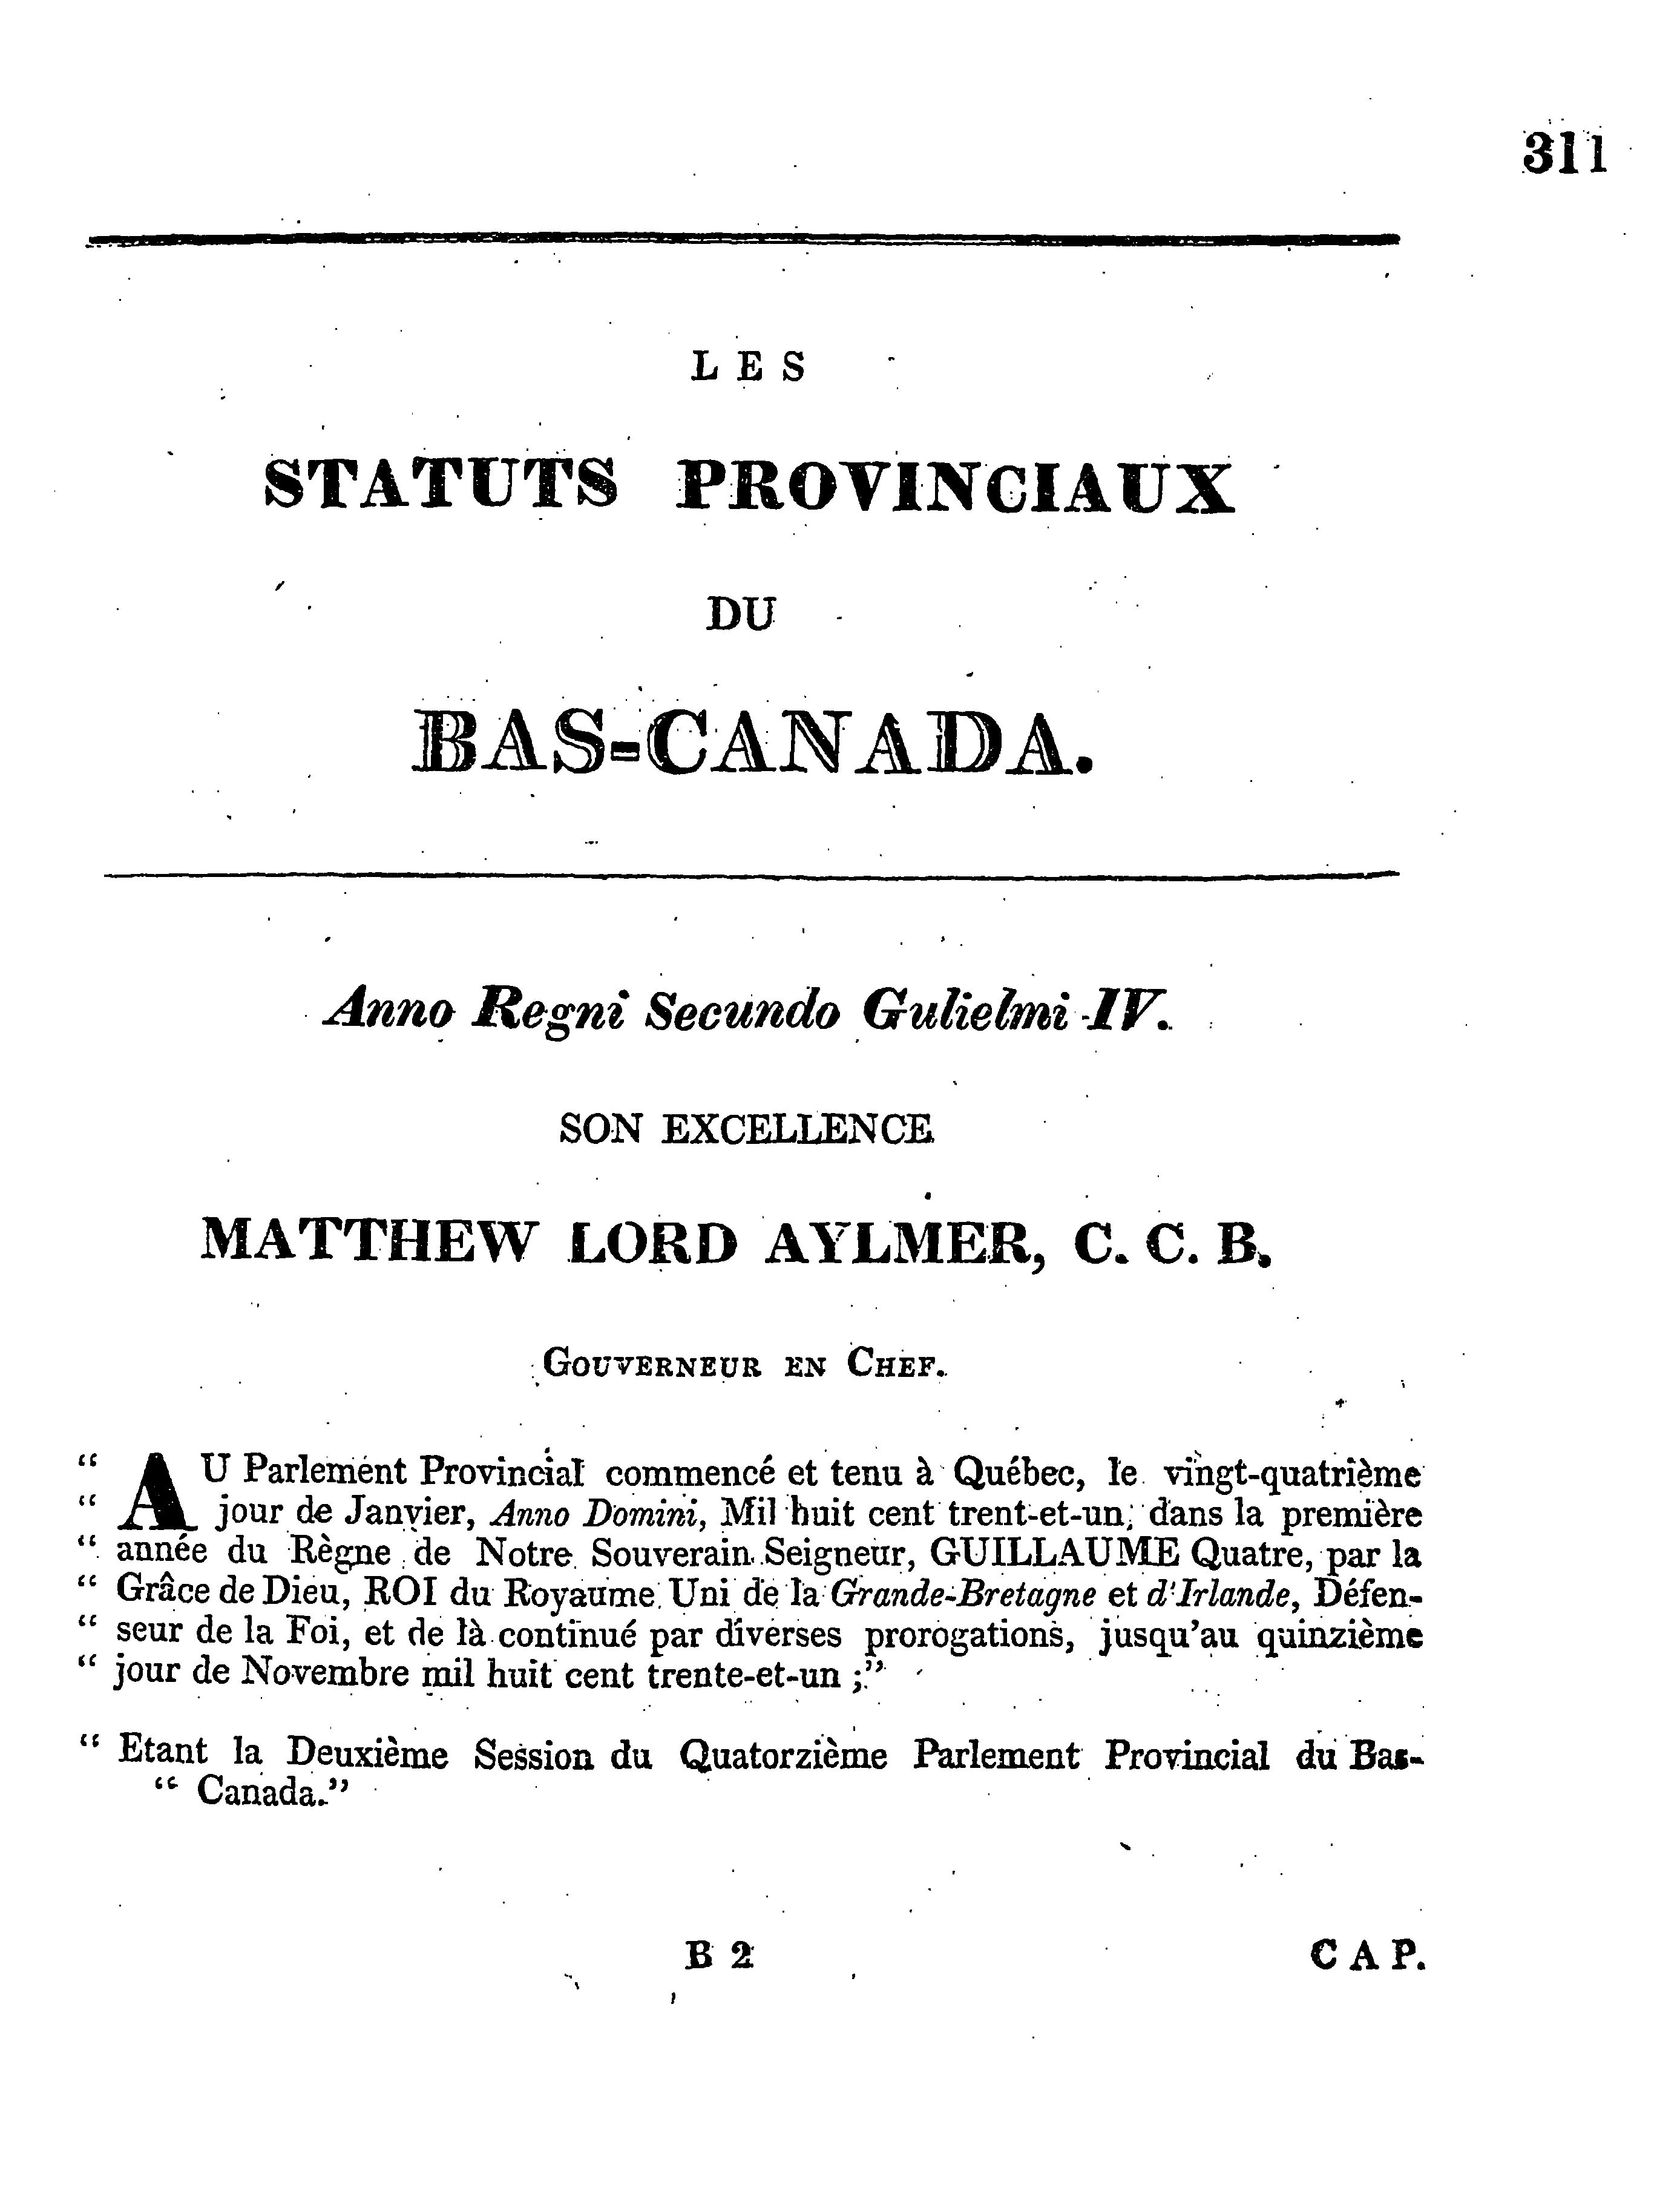 311
LES
STATUTS PROVINCIAUX
DU
BAS-CANADA.
Anno Regni Secundo Gulielmi IV.
SON EXCELLENCE
MATTHEW LORD AYLMER, C. C. B.
GOUVERNEUR EN CHEF.
“ AU Parlement Provincial commencé et tenu à Québec, le vingt-quatrième
“ jour de Janvier, Anno Domini, Mil huit cent trent-et-un, dans la première
“ année du Règne de Notre Souverain Seigneur, GUILLAUME Quatre, par la
“ Grâce de Dieu, ROI du Royaume Uni de la Grande-Bretagne et d'Irlande, Défen-
“ seur de la Foi, et de là continué par diverses prorogations, jusqu'au quinzième
“ jour de Novembre mil huit cent trente-et-un ;”
“ Etant la Deuxième Session du Quatorzième Parlement Provincial du Bas-
“ Canada.”
B 2 CAP.